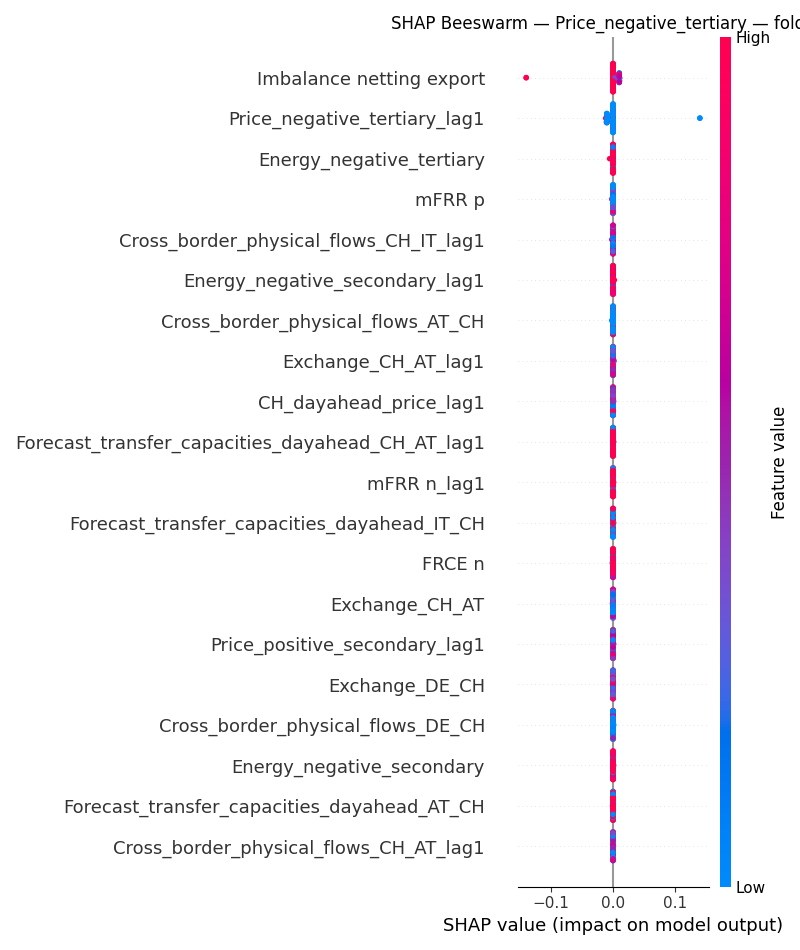 SHAP Beeswarm — Price_negative_tertiary — fold
High
Imbalance netting export
Price_negative_tertiary_lag1
Energy_negative_tertiary
mFRR p
Cross_border_physical_flows_CH_IT_lag1
Energy_negative_secondary_lag1
Cross_border_physical_flows_AT_CH
Exchange_CH_AT_lag1
CH_dayahead_price_lag1
Forecast_transfer_capacities_dayahead_CH_AT_lag1
mFRR n_lag1
Forecast_transfer_capacities_dayahead_IT_CH
FRCE n
Exchange_CH_AT
Price_positive_secondary_lag1
Exchange_DE_CH
Cross_border_physical_flows_DE_CH
Energy_negative_secondary
Forecast_transfer_capacities_dayahead_AT_CH
Cross_border_physical_flows_CH_AT_lag1
Feature value
Low
−0.1 0.0 0.1
SHAP value (impact on model output)